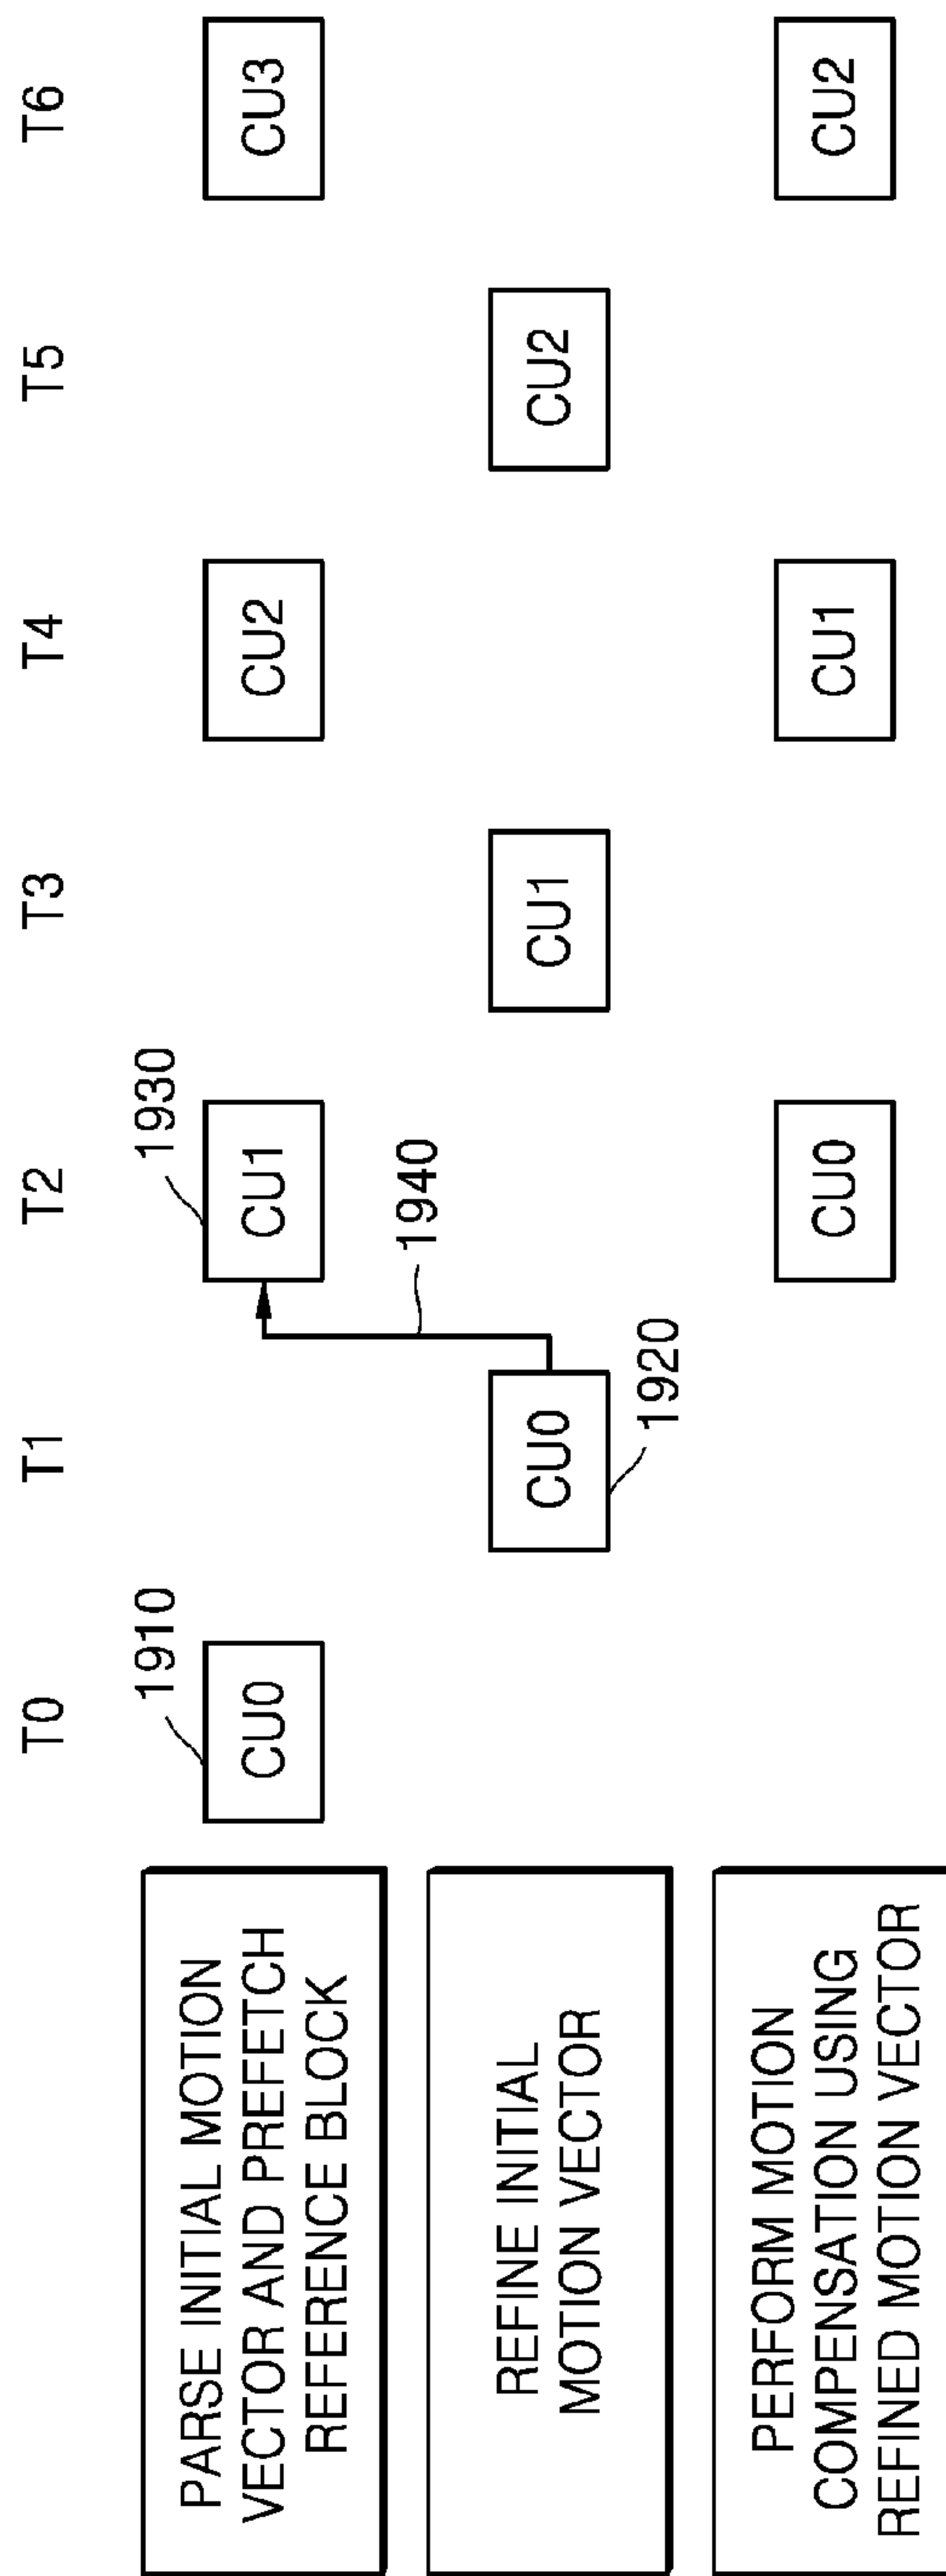 T0 T1 T2 T3 T4 T5 T6
PARSE INITIAL MOTION
VECTOR AND PREFETCH
REFERENCE BLOCK
1910
CU0
1930
CU1
CU2
CU3
1940
REFINE INITIAL
MOTION VECTOR
CU0
1920
CU1
CU2
PERFORM MOTION
COMPENSATION USING
REFINED MOTION VECTOR
CU0
CU1
CU2